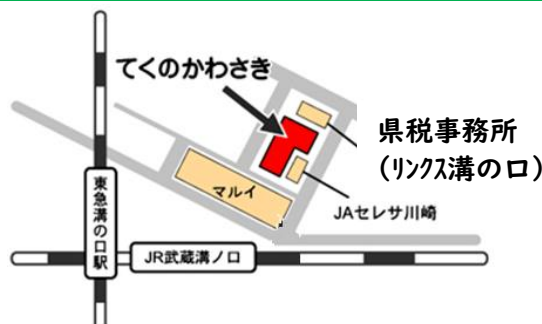 てくのかわさき
県税事務所
(リンクス溝の口)
マルイ
JAセレサ川崎
東急溝の口駅
JR武蔵溝ノ口